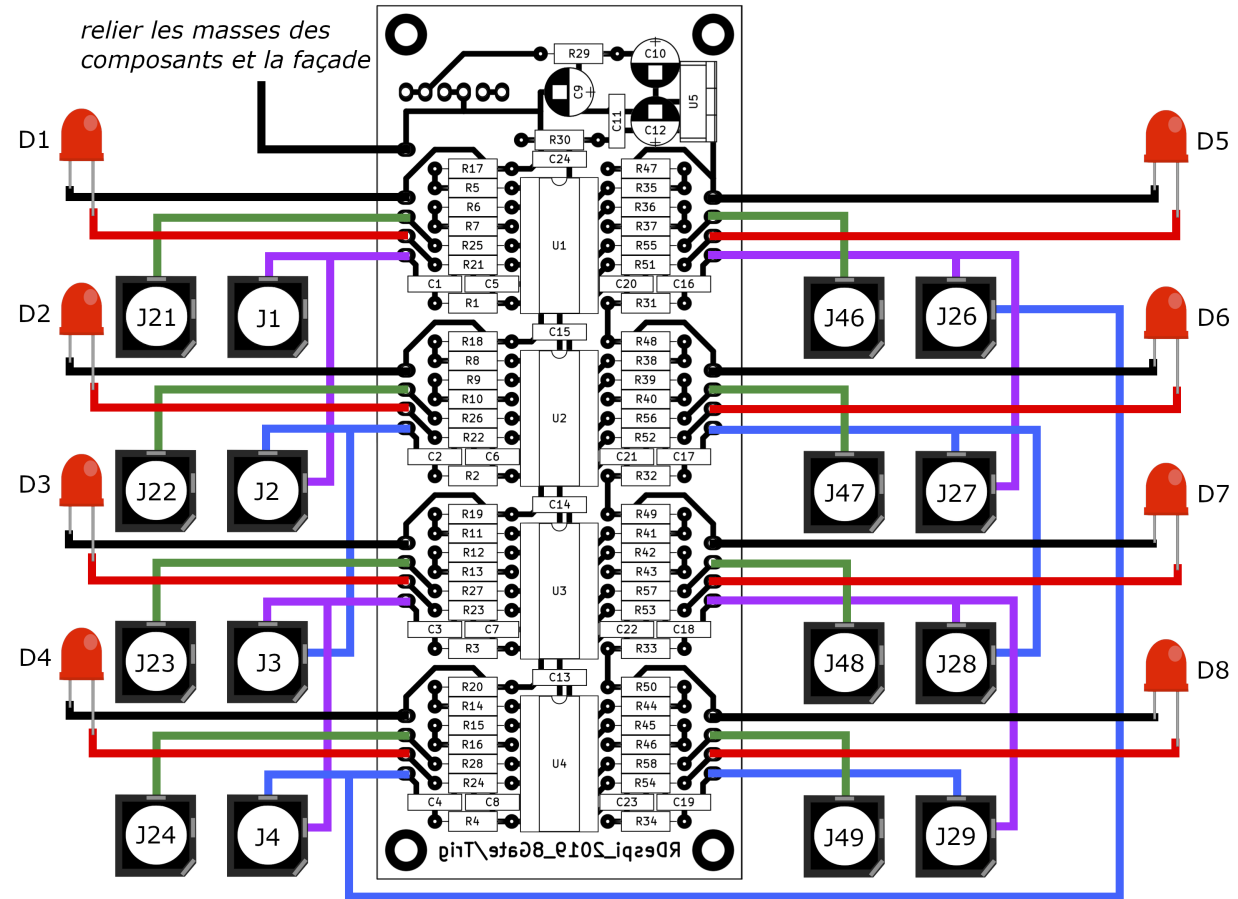 relier les masses des
composants et la façade
R29
C10
C9
U5
C11
C12
R30
C24
D1
D5
R17
R47
R5
R35
R6
R36
R7
R37
U1
R25
R55
R21
R51
C1
C5
C20
C16
R1
R31
J21
J1
J46
J26
D2
D6
C15
R18
R48
R8
R38
R9
R39
R10
R40
U2
R26
R56
R22
R52
C2
C6
C21
C17
R2
R32
J22
J2
J47
J27
D3
D7
C14
R19
R49
R11
R41
R12
R42
R13
R43
U3
R27
R57
R23
R53
C3
C7
C22
C18
R3
R33
J23
J3
J48
J28
D4
D8
C13
R20
R50
R14
R44
R15
R45
R16
R46
U4
R28
R58
R24
R54
C4
C8
C23
C19
R4
R34
J24
J4
J49
J29
RDespi_2019_8Gate/Trig